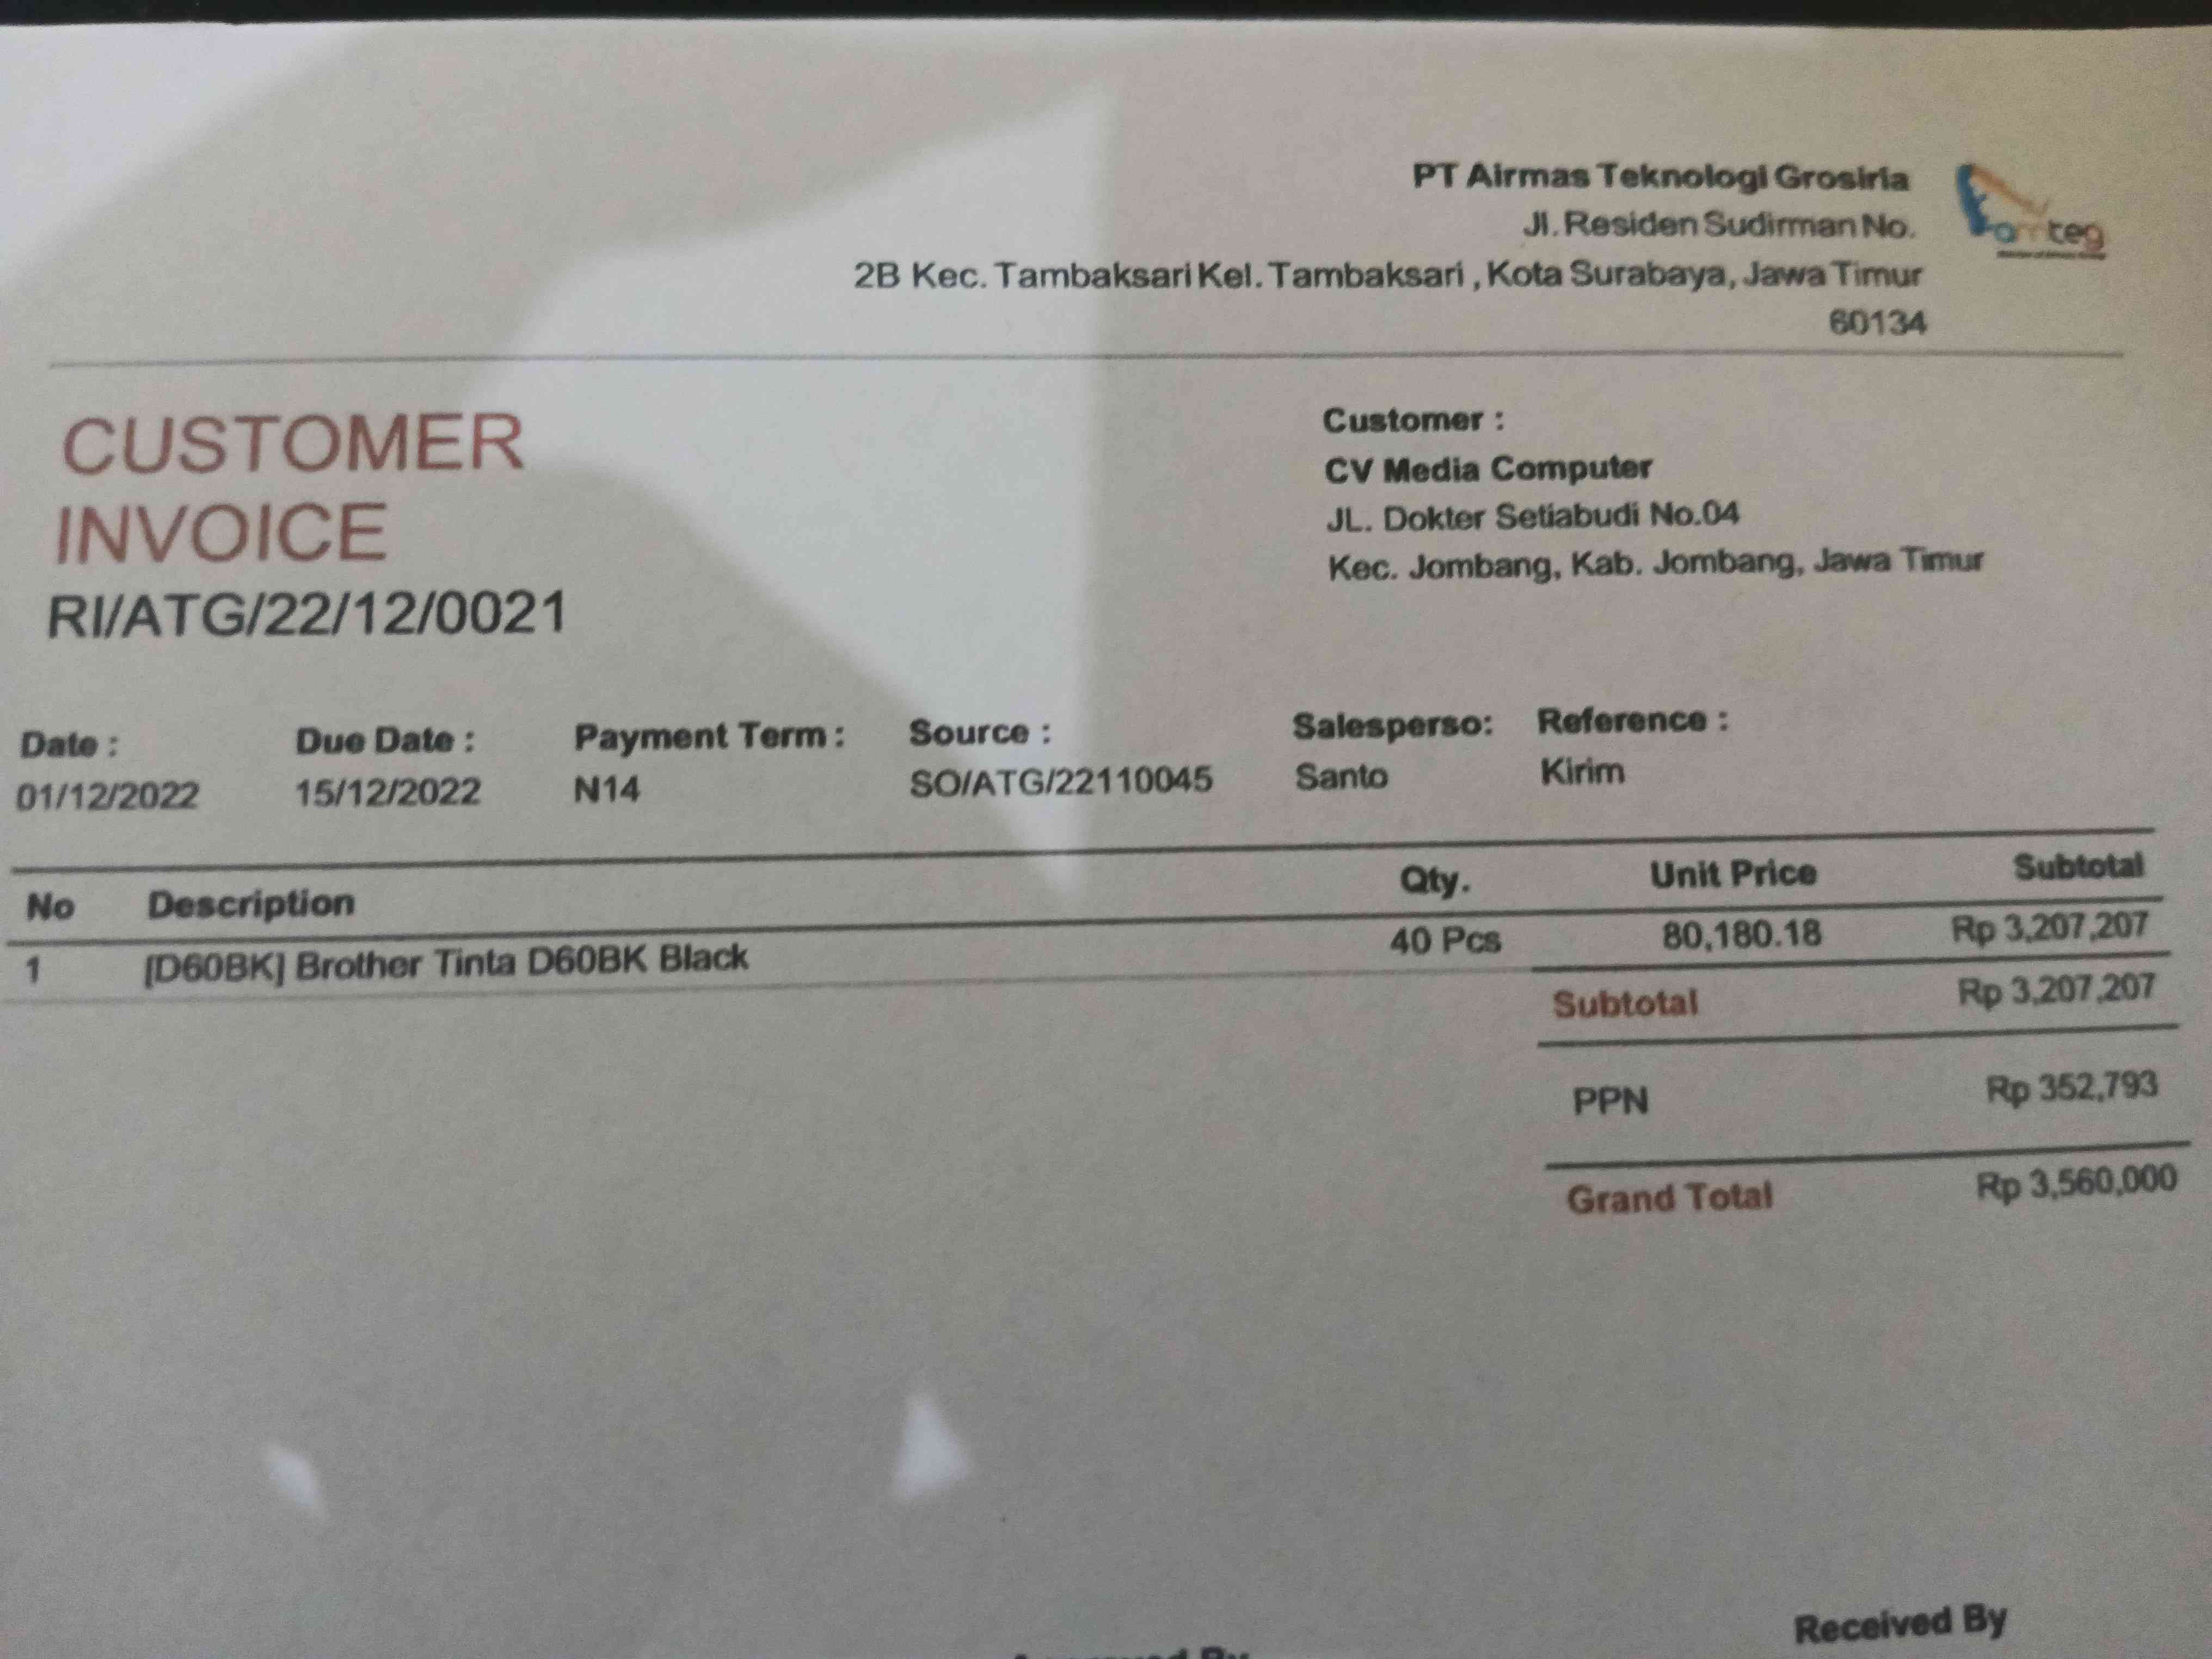 PT Airmas Teknologi Grosiria
Jl. Residen Sudirman No.
2B Kec. Tambaksari Kel. Tambaksari , Kota Surabaya, Jawa Timur
60134
CUSTOMER
INVOICE
RI/ATG/22/12/0021
Customer :
CV Media Computer
JL. Dokter Setiabudi No.04
Kec. Jombang, Kab. Jombang, Jawa Timur
Date : Due Date : Payment Term : Source : Salesperso: Reference :
01/12/2022 15/12/2022 N14 SO/ATG/22110045 Santo Kirim
No Description Qty. Unit Price Subtotal
1 [D60BK] Brother Tinta D60BK Black 40 Pcs 80,180.18 Rp 3,207,207
Subtotal Rp 3,207,207
PPN Rp 352,793
Grand Total Rp 3,560,000
Received By